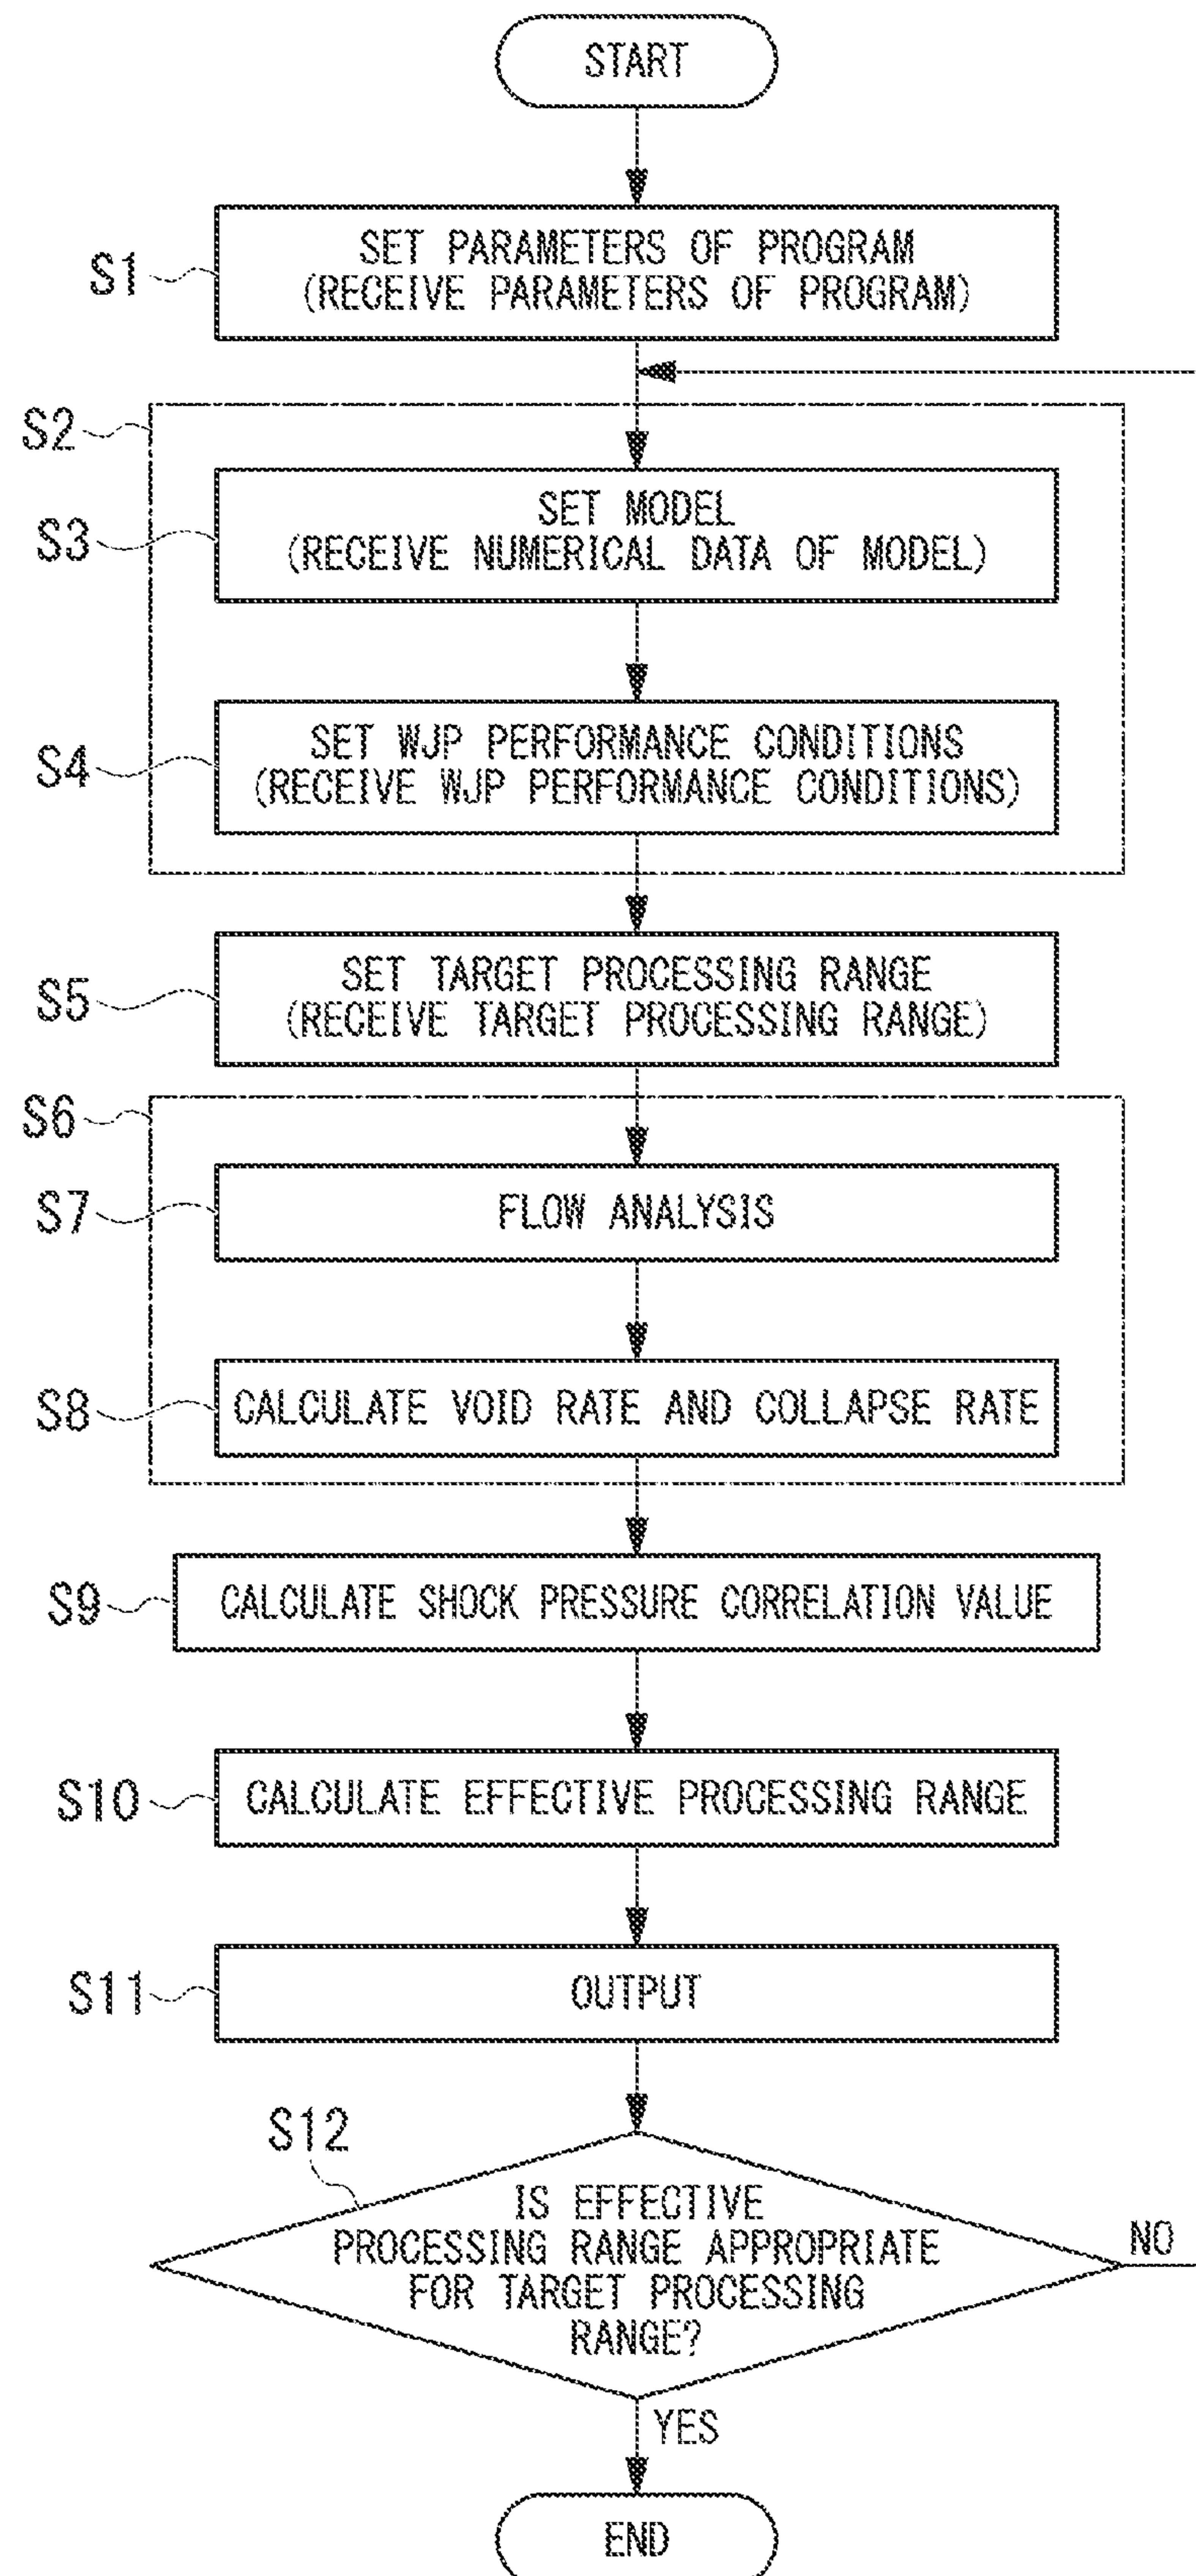 START
S1
SET PARAMETERS OF PROGRAM
(RECEIVE PARAMETERS OF PROGRAM)
S2
S3
SET MODEL
(RECEIVE NUMERICAL DATA OF MODEL)
S4
SET WJP PERFORMANCE CONDITIONS
(RECEIVE WJP PERFORMANCE CONDITIONS)
S5
SET TARGET PROCESSING RANGE
(RECEIVE TARGET PROCESSING RANGE)
S6
S7
FLOW ANALYSIS
S8
CALCULATE VOID RATE AND COLLAPSE RATE
S9
CALCULATE SHOCK PRESSURE CORRELATION VALUE
S10
CALCULATE EFFECTIVE PROCESSING RANGE
S11
OUTPUT
S12
IS EFFECTIVE
PROCESSING RANGE APPROPRIATE
FOR TARGET PROCESSING
RANGE?
NO
YES
END